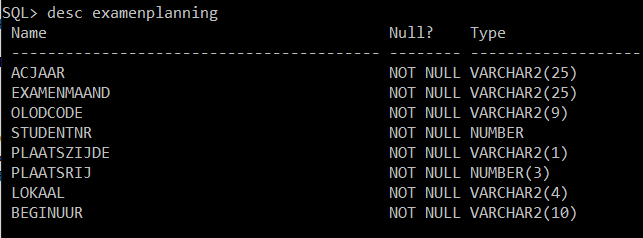 SQL> desc examenplanning
Name Null? Type
----------------------------------------- -------- -------------------
ACJAAR NOT NULL VARCHAR2(25)
EXAMENMAAND NOT NULL VARCHAR2(25)
OLODCODE NOT NULL VARCHAR2(9)
STUDENTNR NOT NULL NUMBER
PLAATSZIJDE NOT NULL VARCHAR2(1)
PLAATSRIJ NOT NULL NUMBER(3)
LOKAAL NOT NULL VARCHAR2(4)
BEGINUUR NOT NULL VARCHAR2(10)